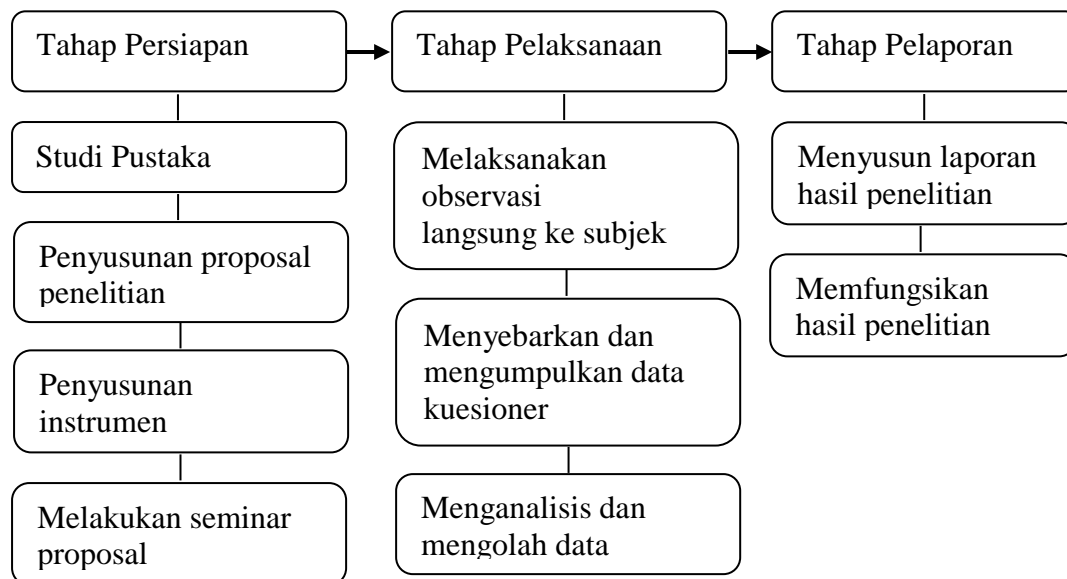 Tahap Persiapan
Tahap Pelaksanaan
Tahap Pelaporan
Studi Pustaka
Penyusunan proposal
penelitian
Penyusunan
instrumen
Melakukan seminar
proposal
Melaksanakan
observasi
langsung ke subjek
Menyebarkan dan
mengumpulkan data
kuesioner
Menganalisis dan
mengolah data
Menyusun laporan
hasil penelitian
Memfungsikan
hasil penelitian